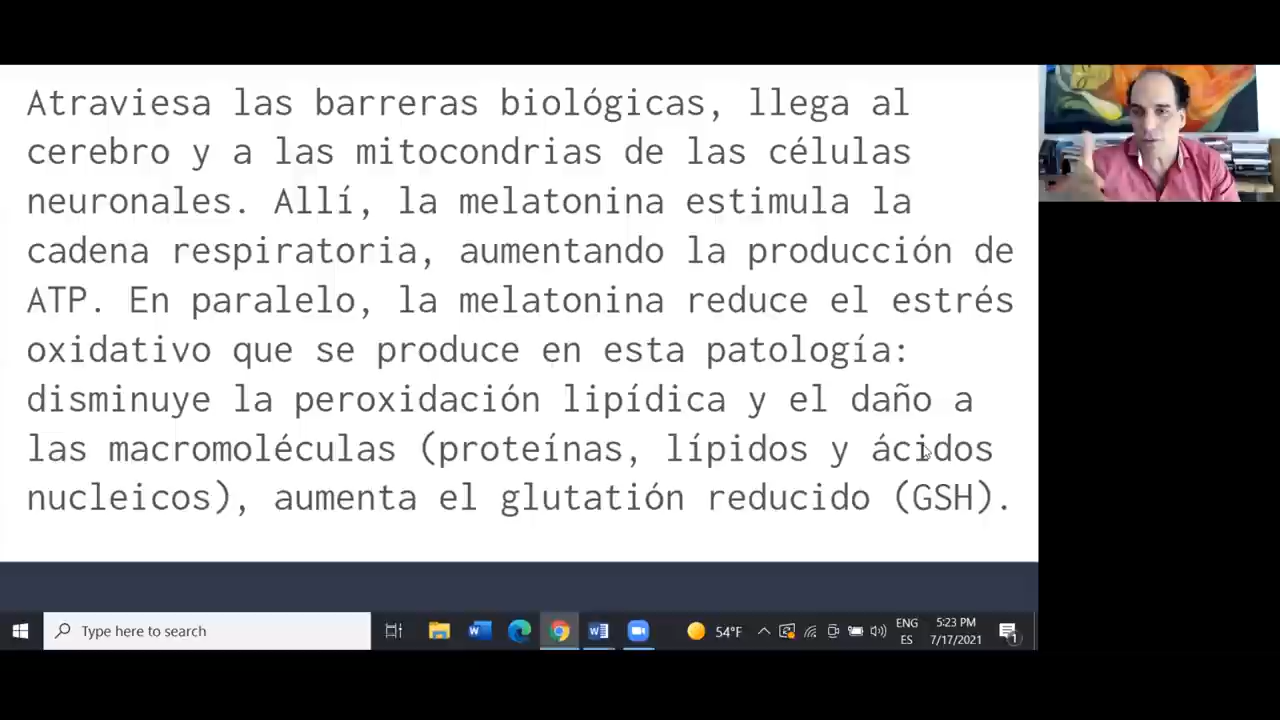 Atraviesa las barreras biológicas, llega al
cerebro y a las mitocondrias de las células
neuronales. Allí, la melatonina estimula la
cadena respiratoria, aumentando la producción de
ATP. En paralelo, la melatonina reduce el estrés
oxidativo que se produce en esta patología:
disminuye la peroxidación lipídica y el daño a
las macromoléculas (proteínas, lípidos y ácidos
nucleicos), aumenta el glutatión reducido (GSH).
Type here to search
54°F
ENG
ES
5:23 PM
7/17/2021
1